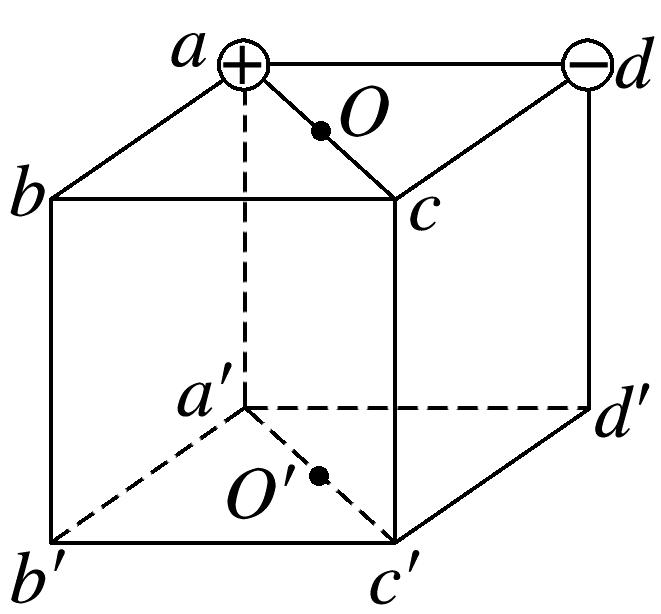 a + − d
O
b c
a′ d′
O′
b′ c′